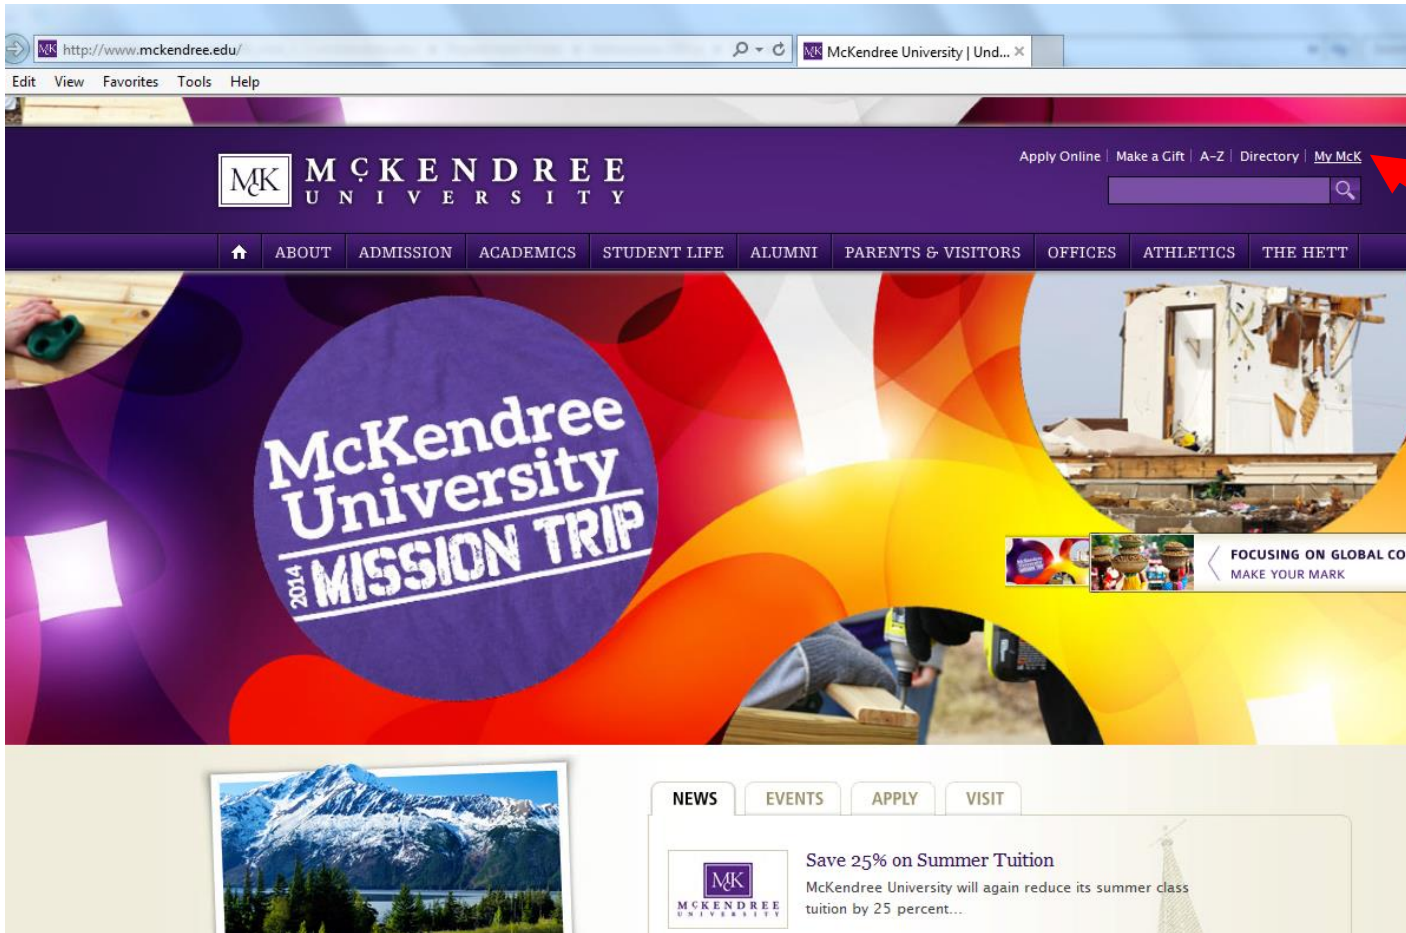 http://www.mckendree.edu/
McKendree University | Und...
Edit View Favorites Tools Help
Apply Online | Make a Gift | A-Z | Directory | My McK
McK
McKENDREE
UNIVERSITY
ABOUT ADMISSION ACADEMICS STUDENT LIFE ALUMNI PARENTS & VISITORS OFFICES ATHLETICS THE HETT
McKendree
University
2014 MISSION TRIP
FOCUSING ON GLOBAL CO
MAKE YOUR MARK
NEWS EVENTS APPLY VISIT
Save 25% on Summer Tuition
McKendree University will again reduce its summer class
tuition by 25 percent...
McK
McKENDREE
UNIVERSITY